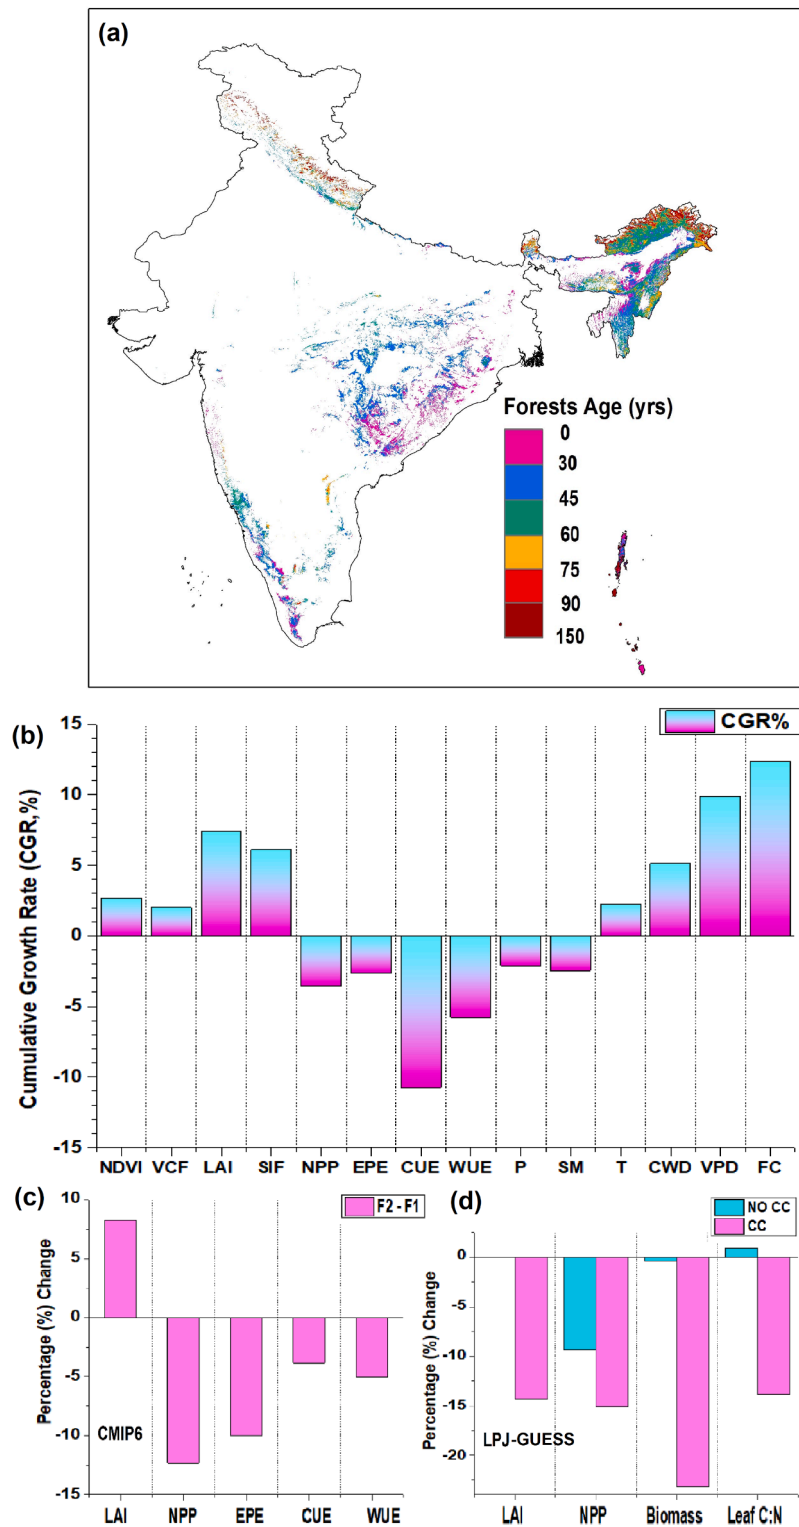 (a)
Forests Age (yrs)
0
30
45
60
75
90
150
(b)
15
10
5
0
-5
-10
-15
Cumulative Growth Rate (CGR,%)
CGR%
NDVI VCF LAI SIF NPP EPE CUE WUE P SM T CWD VPD FC
(c)
10
5
0
-5
-10
-15
Percentage (%) Change
F2 - F1
CMIP6
LAI NPP EPE CUE WUE
(d)
NO CC
CC
0
-5
-10
-15
-20
Percentage (%) Change
LPJ-GUESS
LAI NPP Biomass Leaf C:N